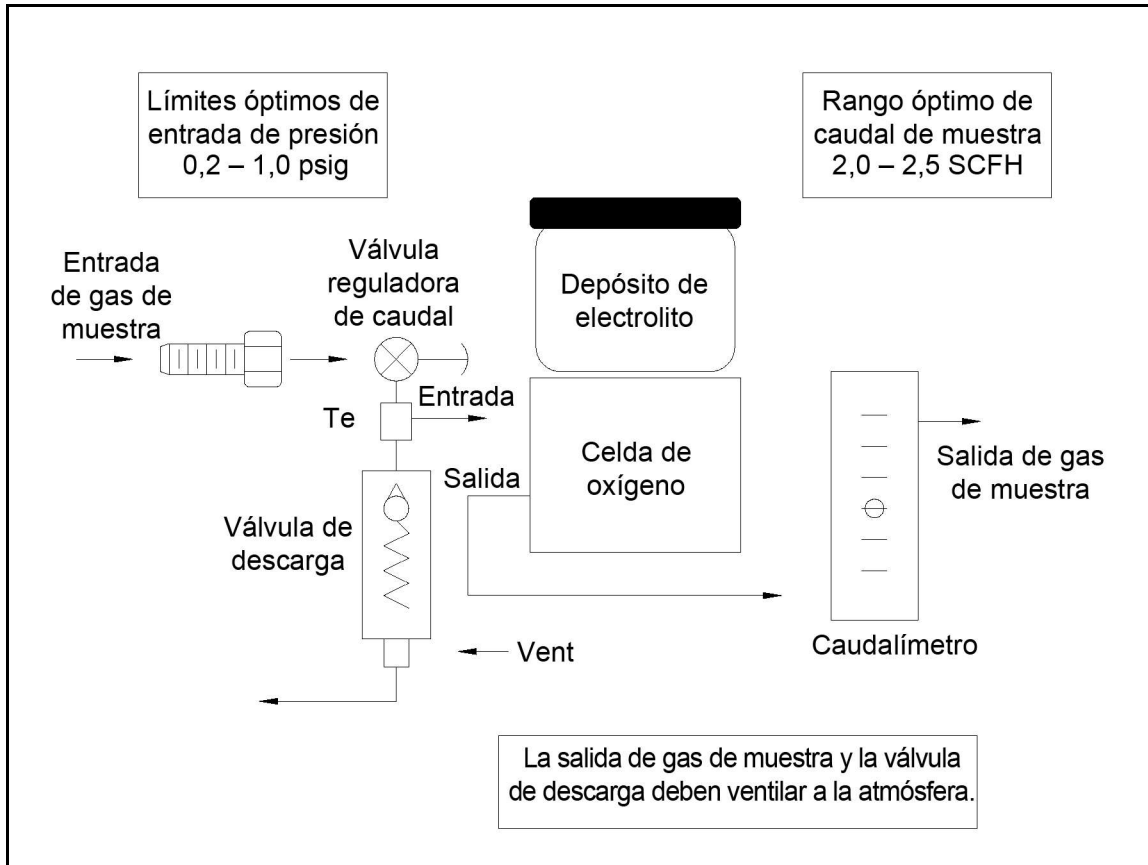 Límites óptimos de
entrada de presión
0,2 – 1,0 psig
Rango óptimo de
caudal de muestra
2,0 – 2,5 SCFH
Entrada
de gas de
muestra
Válvula
reguladora
de caudal
Depósito de
electrolito
Te
Entrada
Salida
Celda de
oxígeno
Salida de gas
de muestra
Válvula de
descarga
Vent
Caudalímetro
La salida de gas de muestra y la válvula
de descarga deben ventilar a la atmósfera.